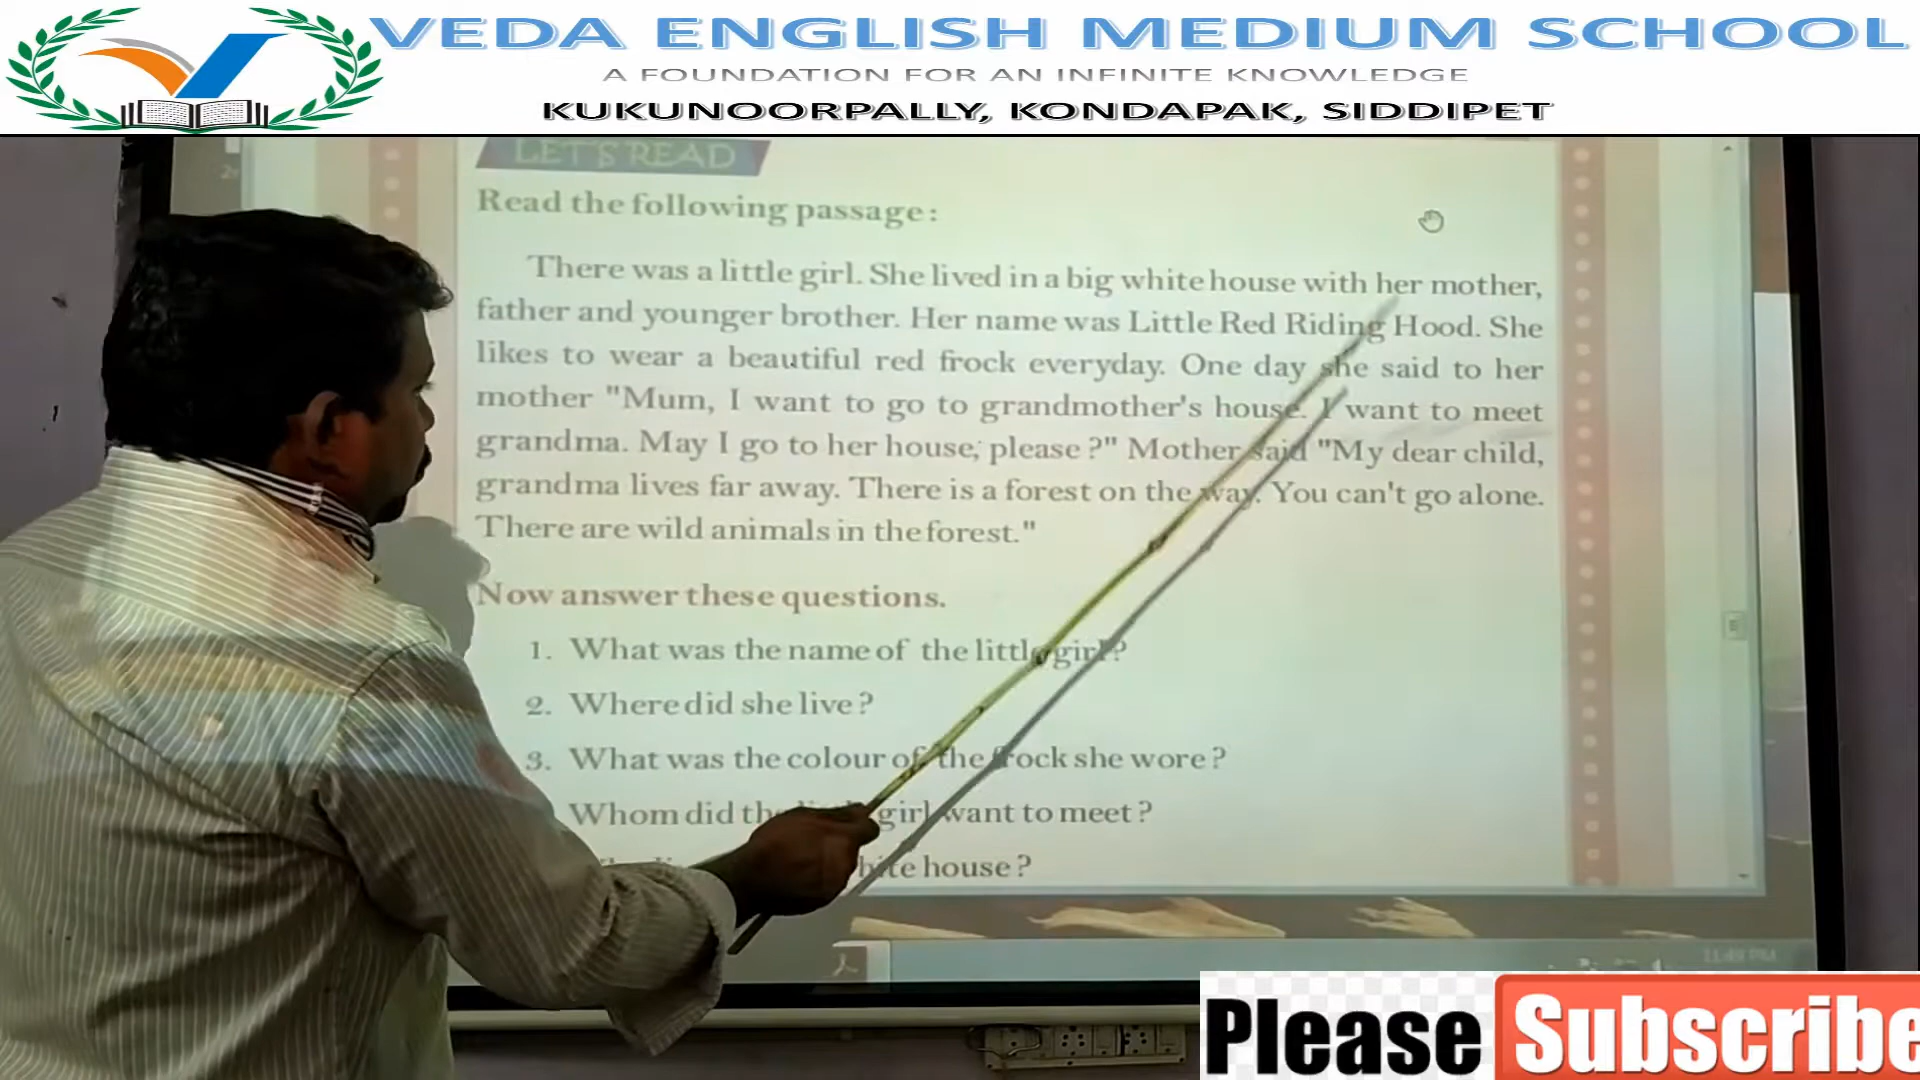 VEDA ENGLISH MEDIUM SCHOOL
A FOUNDATION FOR AN INFINITE KNOWLEDGE
KUKUNOORPALLY, KONDAPAK, SIDDIPET
LET'S READ
Read the following passage :
There was a little girl. She lived in a big white house with her mother,
father and younger brother. Her name was Little Red Riding Hood. She
likes to wear a beautiful red frock everyday. One day she said to her
mother "Mum, I want to go to grandmother's house. I want to meet
grandma. May I go to her house, please ?" Mother said "My dear child,
grandma lives far away. There is a forest on the way. You can't go alone.
There are wild animals in the forest."
Now answer these questions.
1. What was the name of the little girl ?
2. Where did she live ?
3. What was the colour of the frock she wore ?
Whom did the girl want to meet ?
house ?
Please Subscribe